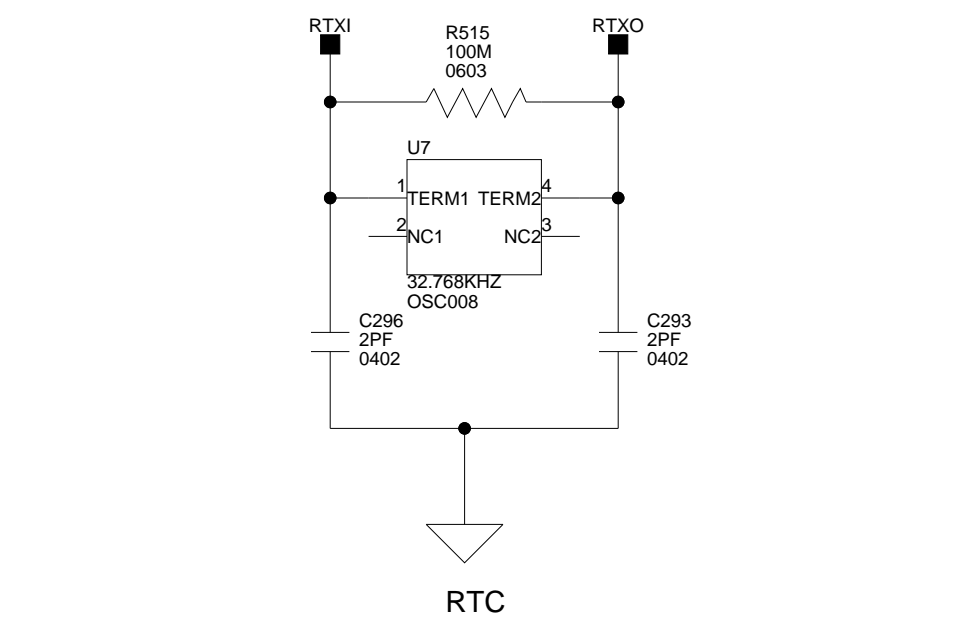 RTXI
RTXO
R515
100M
0603
U7
1
TERM1
TERM2
4
2
NC1
NC2
3
32.768KHZ
OSC008
C296
2PF
0402
C293
2PF
0402
RTC